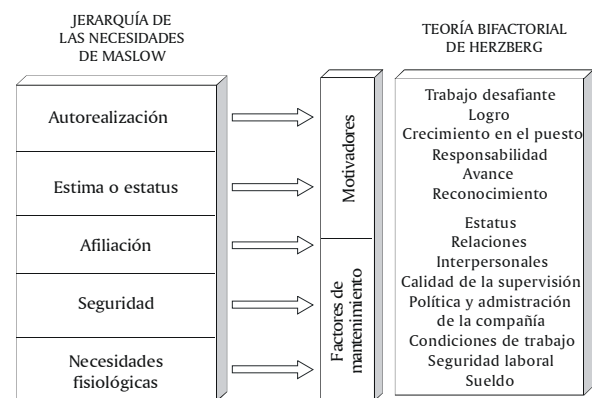 JERARQUÍA DE
LAS NECESIDADES
DE MASLOW
Autorealización
Estima o estatus
Afiliación
Seguridad
Necesidades
fisiológicas
Motivadores
Factores de
mantenimiento
TEORÍA BIFACTORIAL
DE HERZBERG
Trabajo desafiante
Logro
Crecimiento en el puesto
Responsabilidad
Avance
Reconocimiento
Estatus
Relaciones
Interpersonales
Calidad de la supervisión
Política y admistración
de la compañía
Condiciones de trabajo
Seguridad laboral
Sueldo